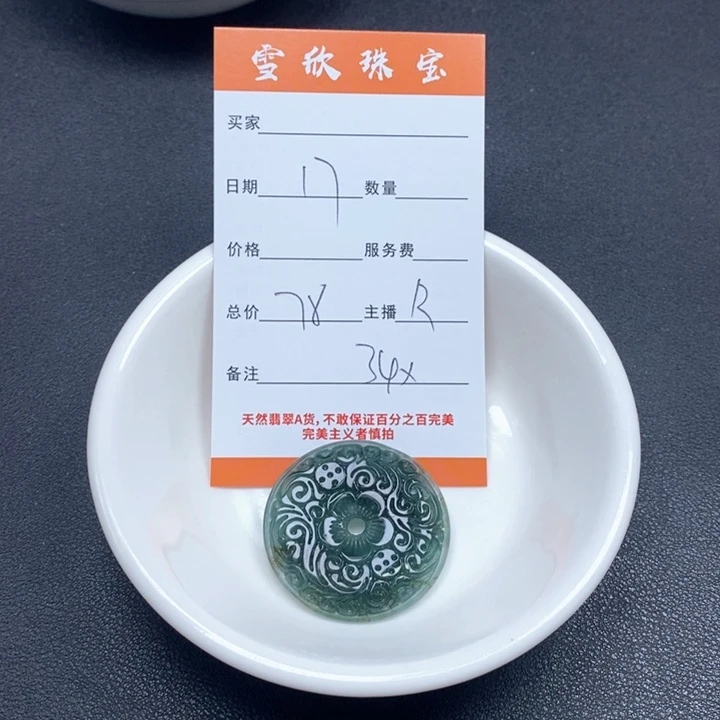 雪欣珠宝
买家
日期 17 数量
价格 服务费
总价 78 主播 R
备注 34x
天然翡翠A货,不敢保证百分之百完美
完美主义者慎拍